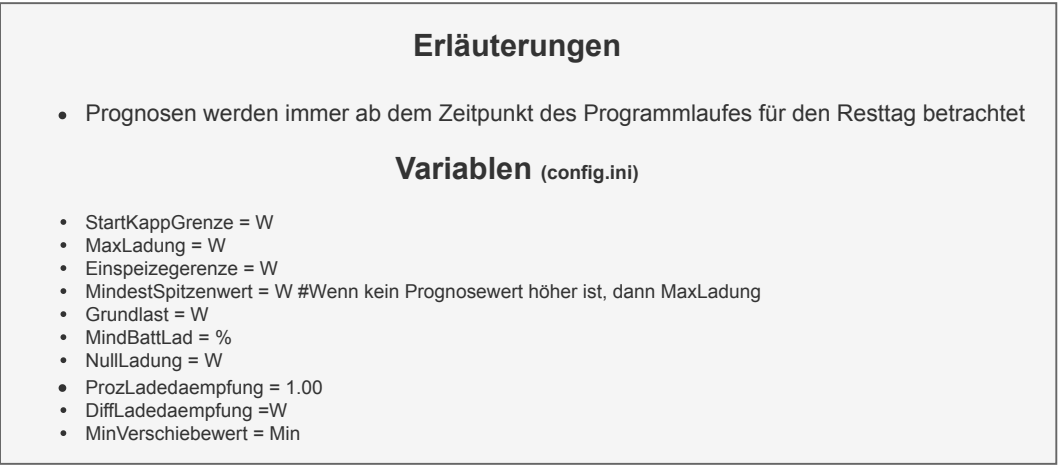 Erläuterungen
• Prognosen werden immer ab dem Zeitpunkt des Programmlaufes für den Resttag betrachtet
Variablen (config.ini)
• StartKappGrenze = W
• MaxLadung = W
• Einspeizegerenze = W
• MindestSpitzenwert = W #Wenn kein Prognosewert höher ist, dann MaxLadung
• Grundlast = W
• MindBattLad = %
• NullLadung = W
• ProzLadedaempfung = 1.00
• DiffLadedaempfung =W
• MinVerschiebewert = Min